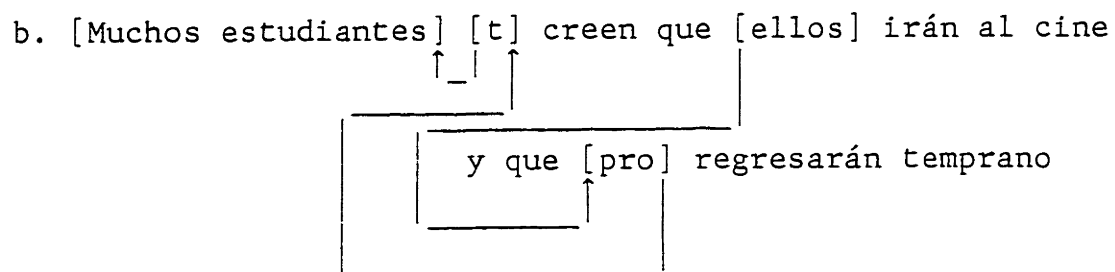 b. [Muchos estudiantes] [t] creen que [ellos] irán al cine
y que [pro] regresarán temprano